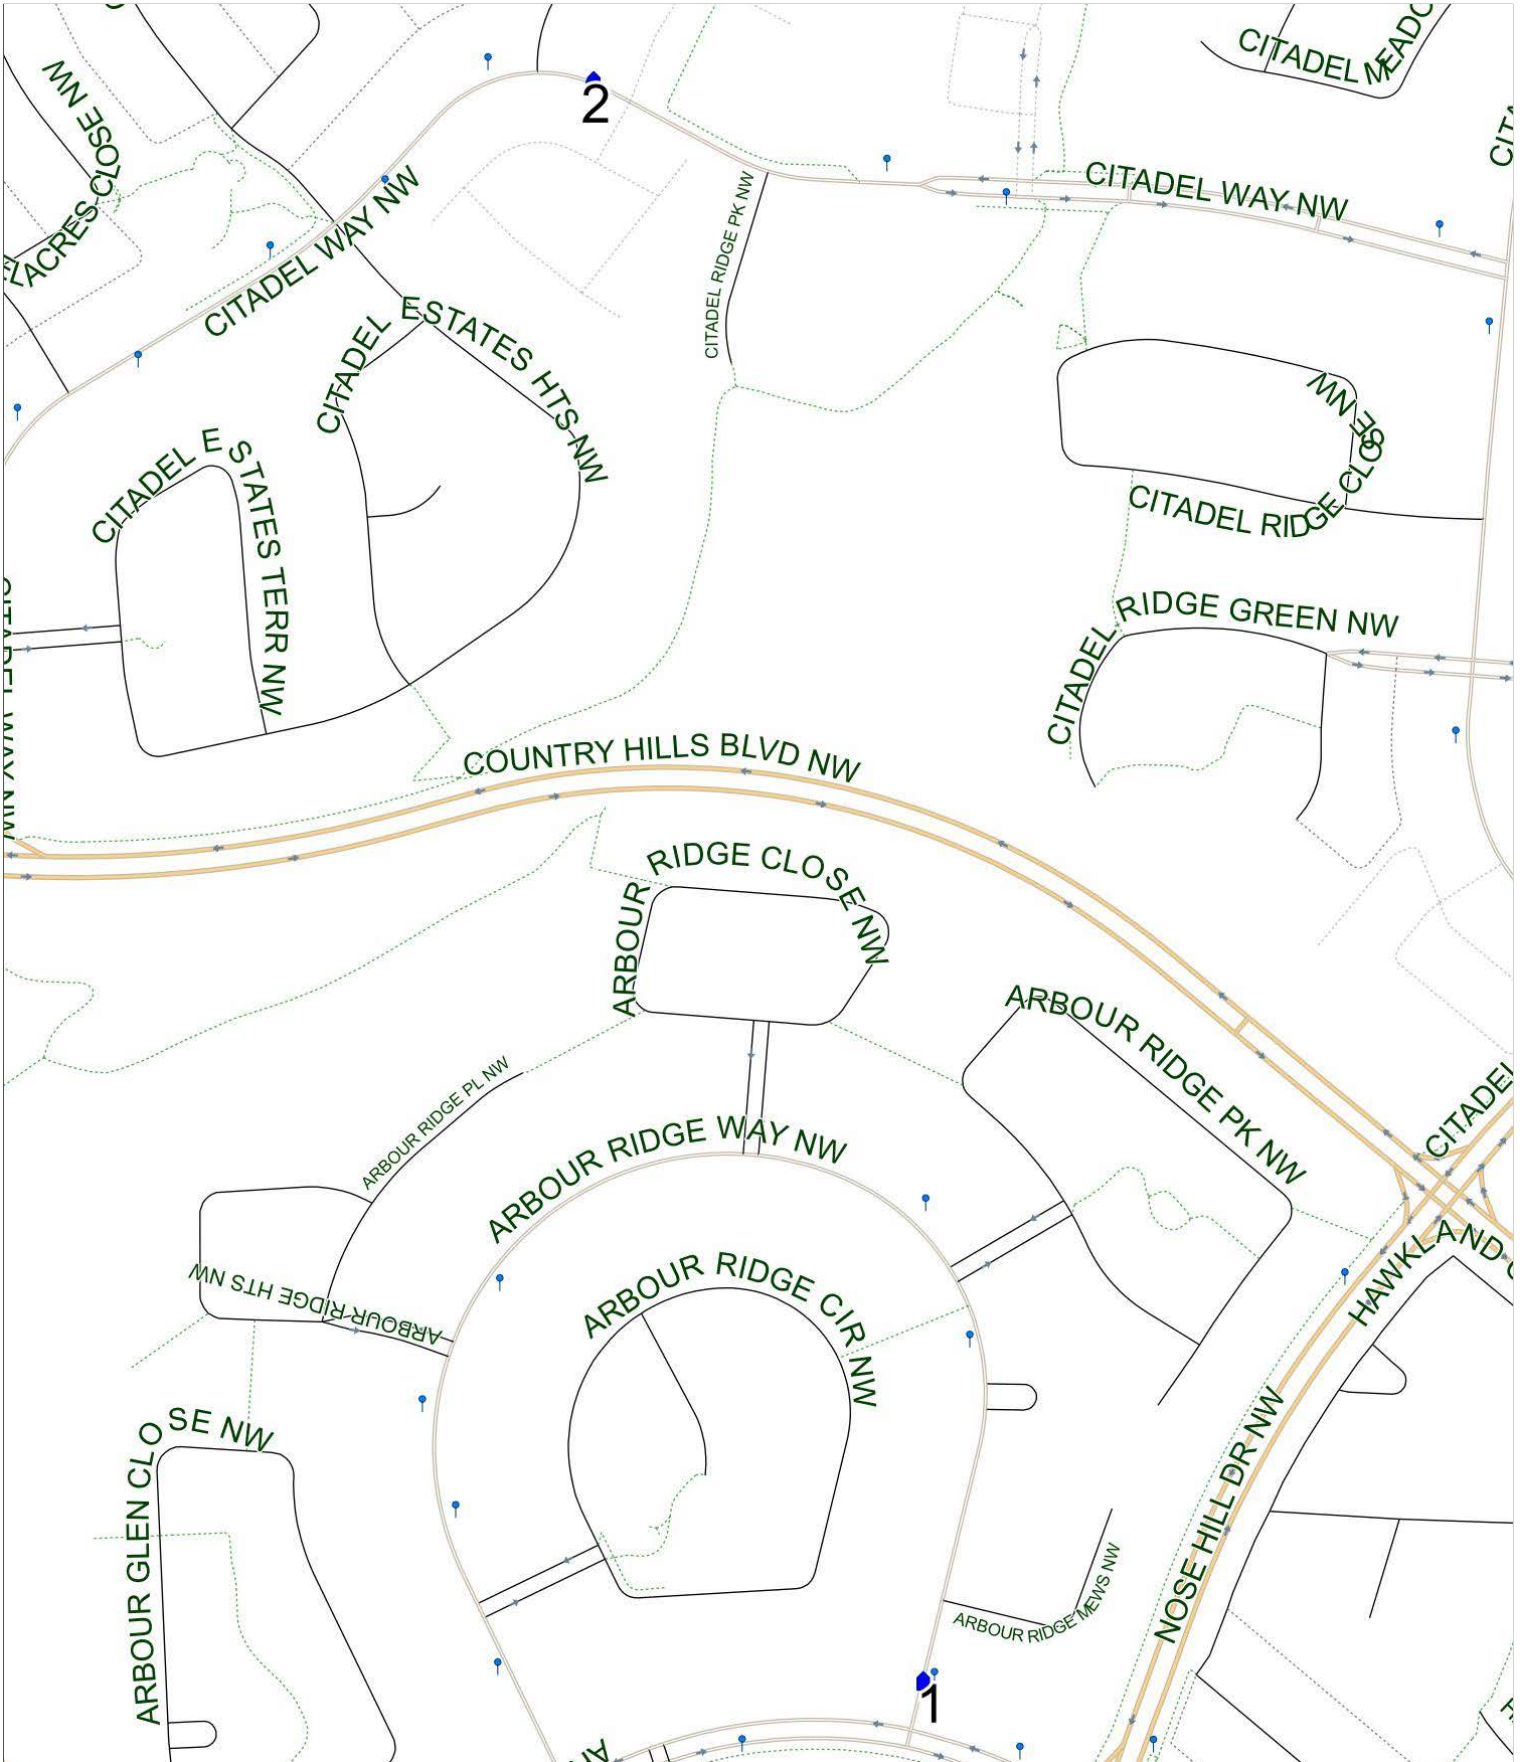 CITADEL MEADO
NW
CLOSE
ACRES
2
CITADEL WAY NW
CITADEL WAY NW
CITA
CITADEL RIDGE PK NW
CITADEL ESTATES HTS NW
CITADEL ESTATES TERR NW
CITADEL RIDGE CLOSE NW
CITADEL RIDGE GREEN NW
CITADEL WAY NW
COUNTRY HILLS BLVD NW
ARBOUR RIDGE CLOSE NW
ARBOUR RIDGE PK NW
ARBOUR RIDGE PL NW
CITADEL
ARBOUR RIDGE WAY NW
HAWKLAND
ARBOUR RIDGE HTS NW
ARBOUR RIDGE CIR NW
ARBOUR GLEN CLOSE NW
NOSE HILL DR NW
ARBOUR RIDGE MEWS NW
1